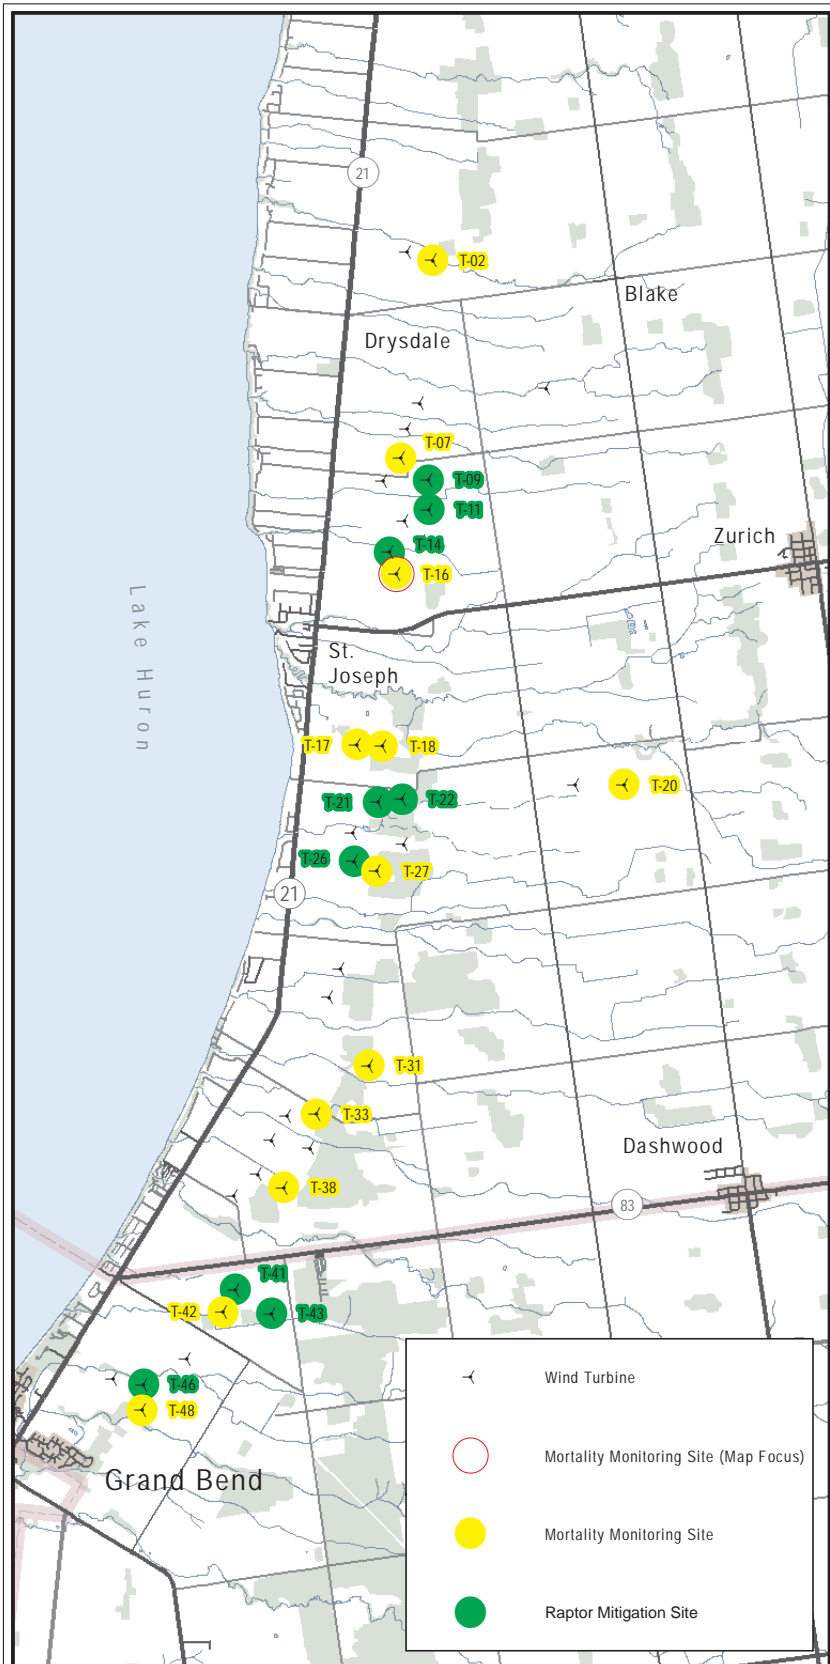 21
T-02
Blake
Drysdale
T-07
T-09
T-11
Zurich
T-14
T-16
Lake Huron
St.
Joseph
T-17
T-18
T-20
T-21
T-22
T-26
T-27
21
T-31
T-33
Dashwood
T-38
83
T-41
T-42
T-43
T-46
T-48
Grand Bend
Wind Turbine
Mortality Monitoring Site (Map Focus)
Mortality Monitoring Site
Raptor Mitigation Site